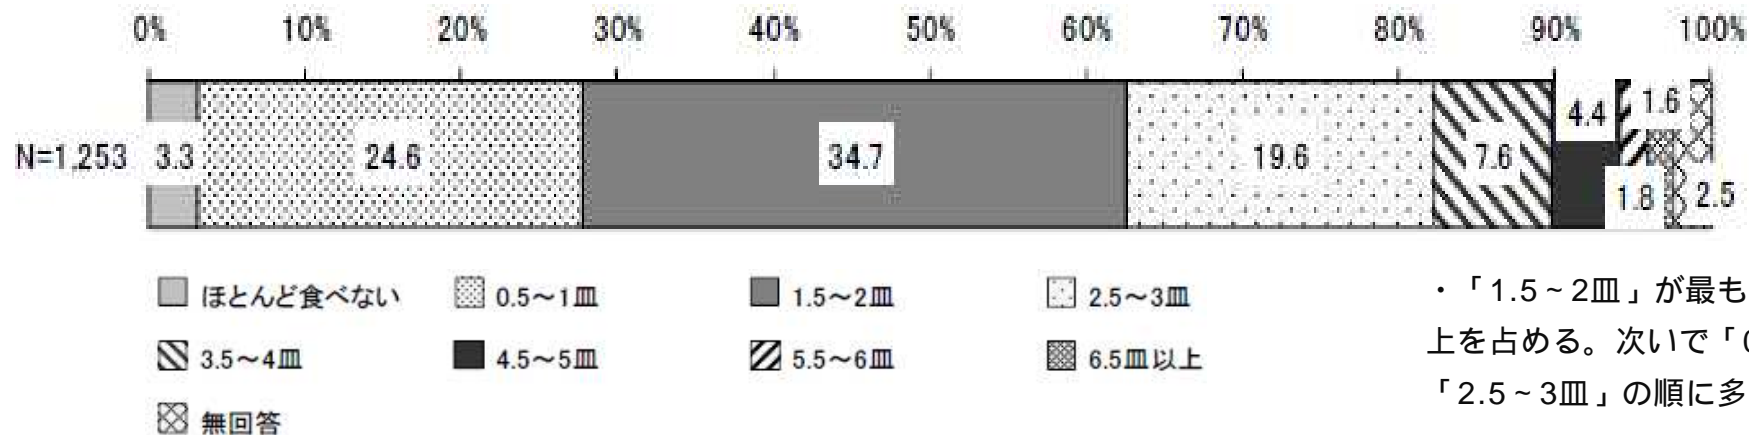 0% 10% 20% 30% 40% 50% 60% 70% 80% 90% 100%
N=1,253 3.3 24.6 34.7 19.6 7.6 4.4 1.8 1.6 2.5
ほとんど食べない 0.5～1皿 1.5～2皿 2.5～3皿
3.5～4皿 4.5～5皿 5.5～6皿 6.5皿以上
無回答
・「1.5～2皿」が最も
上を占める。次いで「
「2.5～3皿」の順に多